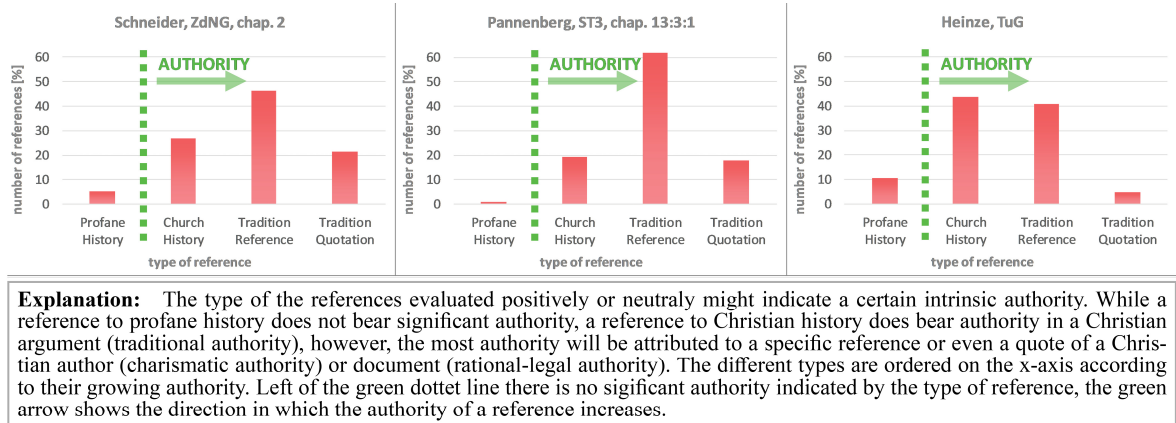 Schneider, ZdNG, chap. 2
number of references [%]
60
50
40
30
20
10
0
AUTHORITY
Profane History
Church History
Tradition Reference
Tradition Quotation
type of reference
Pannenberg, ST3, chap. 13:3:1
number of references [%]
60
50
40
30
20
10
0
AUTHORITY
Profane History
Church History
Tradition Reference
Tradition Quotation
type of reference
Heinze, TuG
number of references [%]
60
50
40
30
20
10
0
AUTHORITY
Profane History
Church History
Tradition Reference
Tradition Quotation
type of reference
Explanation: The type of the references evaluated positively or neutraly might indicate a certain intrinsic authority. While a
reference to profane history does not bear significant authority, a reference to Christian history does bear authority in a Christian
argument (traditional authority), however, the most authority will be attributed to a specific reference or even a quote of a Chris-
tian author (charismatic authority) or document (rational-legal authority). The different types are ordered on the x-axis according
to their growing authority. Left of the green dottet line there is no sigificant authority indicated by the type of reference, the green
arrow shows the direction in which the authority of a reference increases.